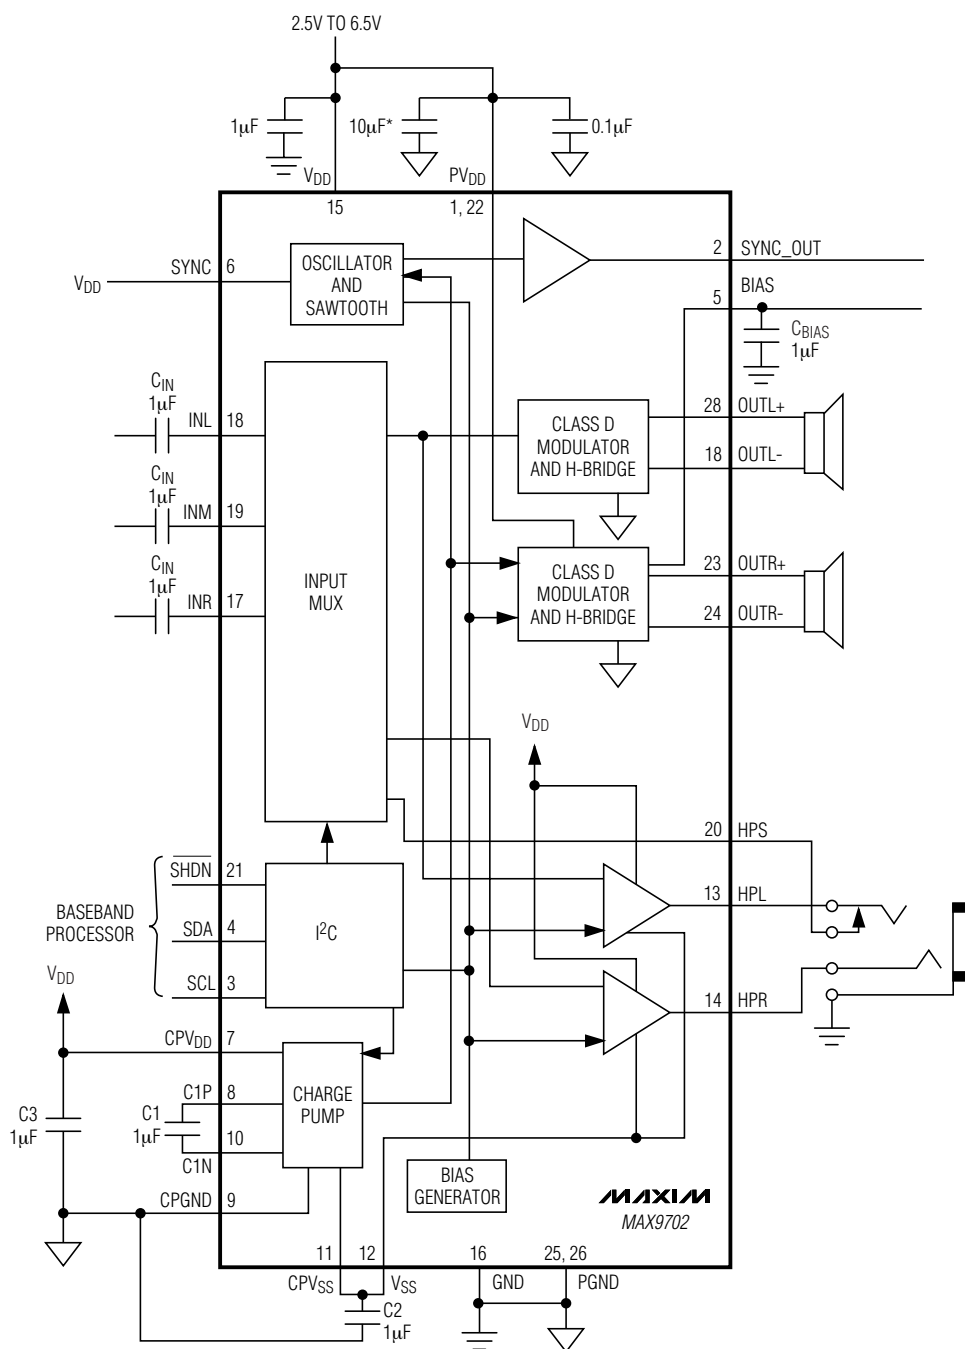 2.5V TO 6.5V
1µF
10µF*
0.1µF
VDD
PVDD
15
1, 22
SYNC
6
VDD
OSCILLATOR
AND
SAWTOOTH
2
SYNC_OUT
5
BIAS
CBIAS
1µF
CIN
1µF
INL
18
CIN
1µF
INM
19
CIN
1µF
INR
17
INPUT
MUX
CLASS D
MODULATOR
AND H-BRIDGE
28
OUTL+
18
OUTL-
CLASS D
MODULATOR
AND H-BRIDGE
23
OUTR+
24
OUTR-
VDD
20
HPS
BASEBAND
PROCESSOR
SHDN
21
SDA
4
SCL
3
I2C
13
HPL
14
HPR
VDD
CPVDD
7
C1P
8
C3
1µF
C1
1µF
10
C1N
CPGND
9
CHARGE
PUMP
BIAS
GENERATOR
MAXIM
MAX9702
11
12
16
25, 26
CPVSS
VSS
GND
PGND
C2
1µF